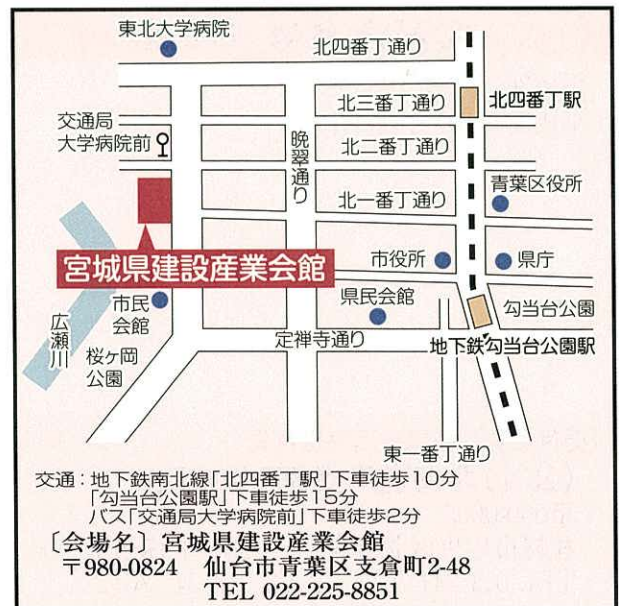 東北大学病院
北四番丁通り
北三番丁通り
北四番丁駅
交通局
大学病院前
晩翠通り
北二番丁通り
青葉区役所
北一番丁通り
宮城県建設産業会館
市役所
県庁
市民
会館
県民会館
勾当台公園
広瀬川
桜ヶ岡
公園
定禅寺通り
地下鉄勾当台公園駅
東一番丁通り
交通:地下鉄南北線「北四番丁駅」下車徒歩10分
「勾当台公園駅」下車徒歩15分
バス「交通局大学病院前」下車徒歩2分
〔会場名〕宮城県建設産業会館
〒980-0824 仙台市青葉区支倉町2-48
TEL 022-225-8851